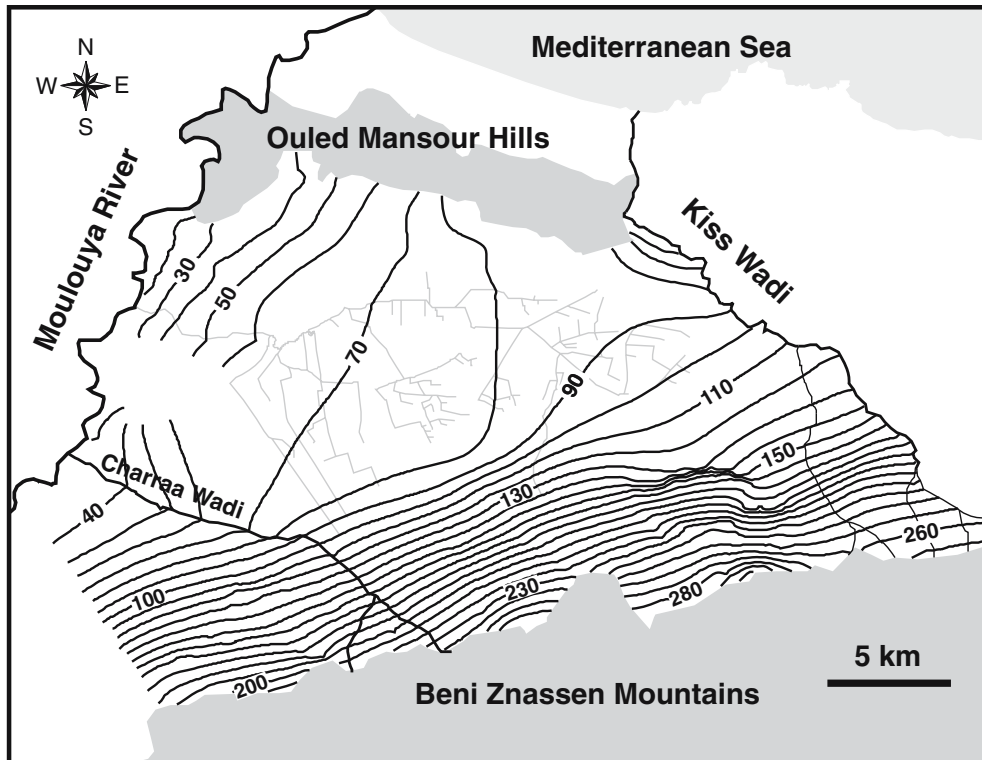 Mediterranean Sea
N
W E
S
Ouled Mansour Hills
Moulouya River
Kiss Wadi
30
50
70
90
110
150
Charraa Wadi
130
40
260
100
230
280
200
5 km
Beni Znassen Mountains